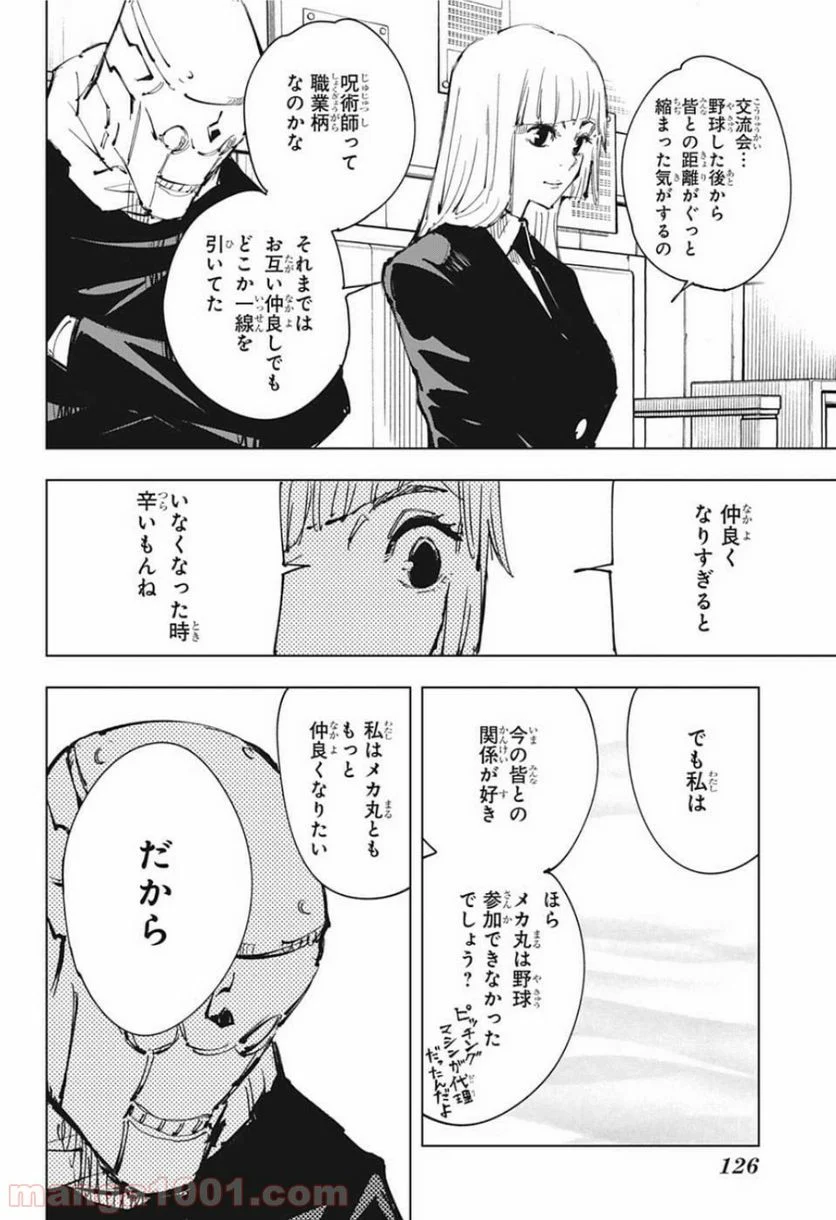 交流会…
野球した後から
皆との距離がぐっと
縮まった気がするの
呪術師って
職業柄
なのかな
それまでは
お互い仲良しでも
どこか一線を
引いてた
仲良く
なりすぎると
いなくなった時
辛いもんね
でも私は
今の皆との
関係が好き
ほら
メカ丸は野球
参加できなかった
でしょう?
ピッチング
マシンが代理
だったんだよ
私はメカ丸とも
もっと
仲良くなりたい
だから
126
manga1001.com